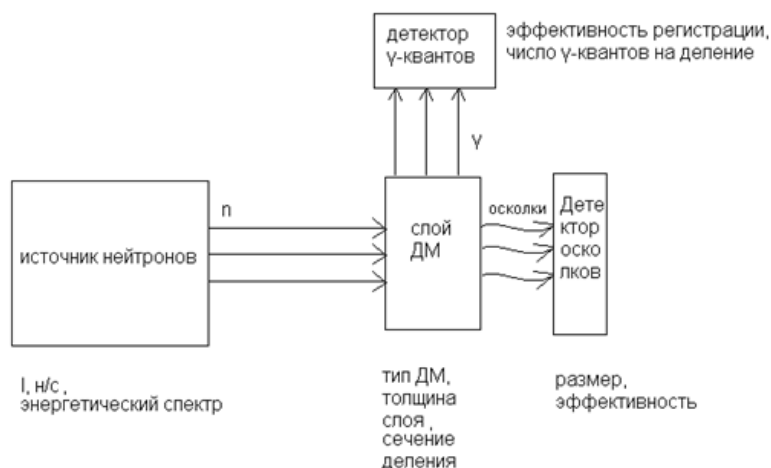 детектор
γ-квантов
эффективность регистрации,
число γ-квантов на деление
γ
n
источник нейтронов
слой
ДМ
осколки
Дете
ктор
оско
лков
I, н/с ,
энергетический спектр
тип ДМ,
толщина
слоя ,
сечение
деления
размер,
эффективность